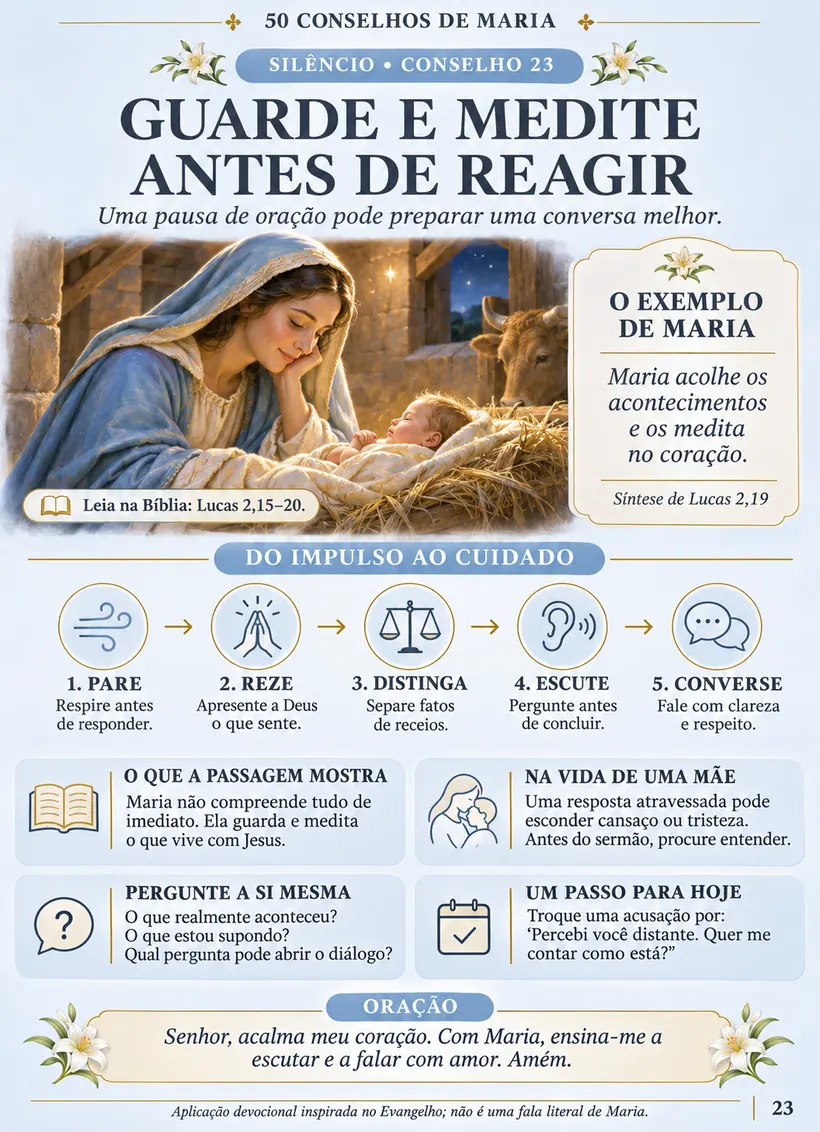 50 CONSELHOS DE MARIA
SILÊNCIO • CONSELHO 23
GUARDE E MEDITE
ANTES DE REAGIR
Uma pausa de oração pode preparar uma conversa melhor.
O EXEMPLO
DE MARIA
Maria acolhe os
acontecimentos
e os medita
no coração.
Síntese de Lucas 2,19
Leia na Bíblia: Lucas 2,15–20.
DO IMPULSO AO CUIDADO
1. PARE
Respire antes
de responder.
2. REZE
Apresente a Deus
o que sente.
3. DISTINGA
Separe fatos
de receios.
4. ESCUTE
Pergunte antes
de concluir.
5. CONVERSE
Fale com clareza
e respeito.
O QUE A PASSAGEM MOSTRA
Maria não compreende tudo de
imediato. Ela guarda e medita
o que vive com Jesus.
NA VIDA DE UMA MÃE
Uma resposta atravessada pode
esconder cansaço ou tristeza.
Antes do sermão, procure entender.
PERGUNTE A SI MESMA
O que realmente aconteceu?
O que estou supondo?
Qual pergunta pode abrir o diálogo?
UM PASSO PARA HOJE
Troque uma acusação por:
‘Percebi você distante. Quer me
contar como está?”
ORAÇÃO
Senhor, acalma meu coração. Com Maria, ensina-me a
escutar e a falar com amor. Amém.
Aplicação devocional inspirada no Evangelho; não é uma fala literal de Maria.
23